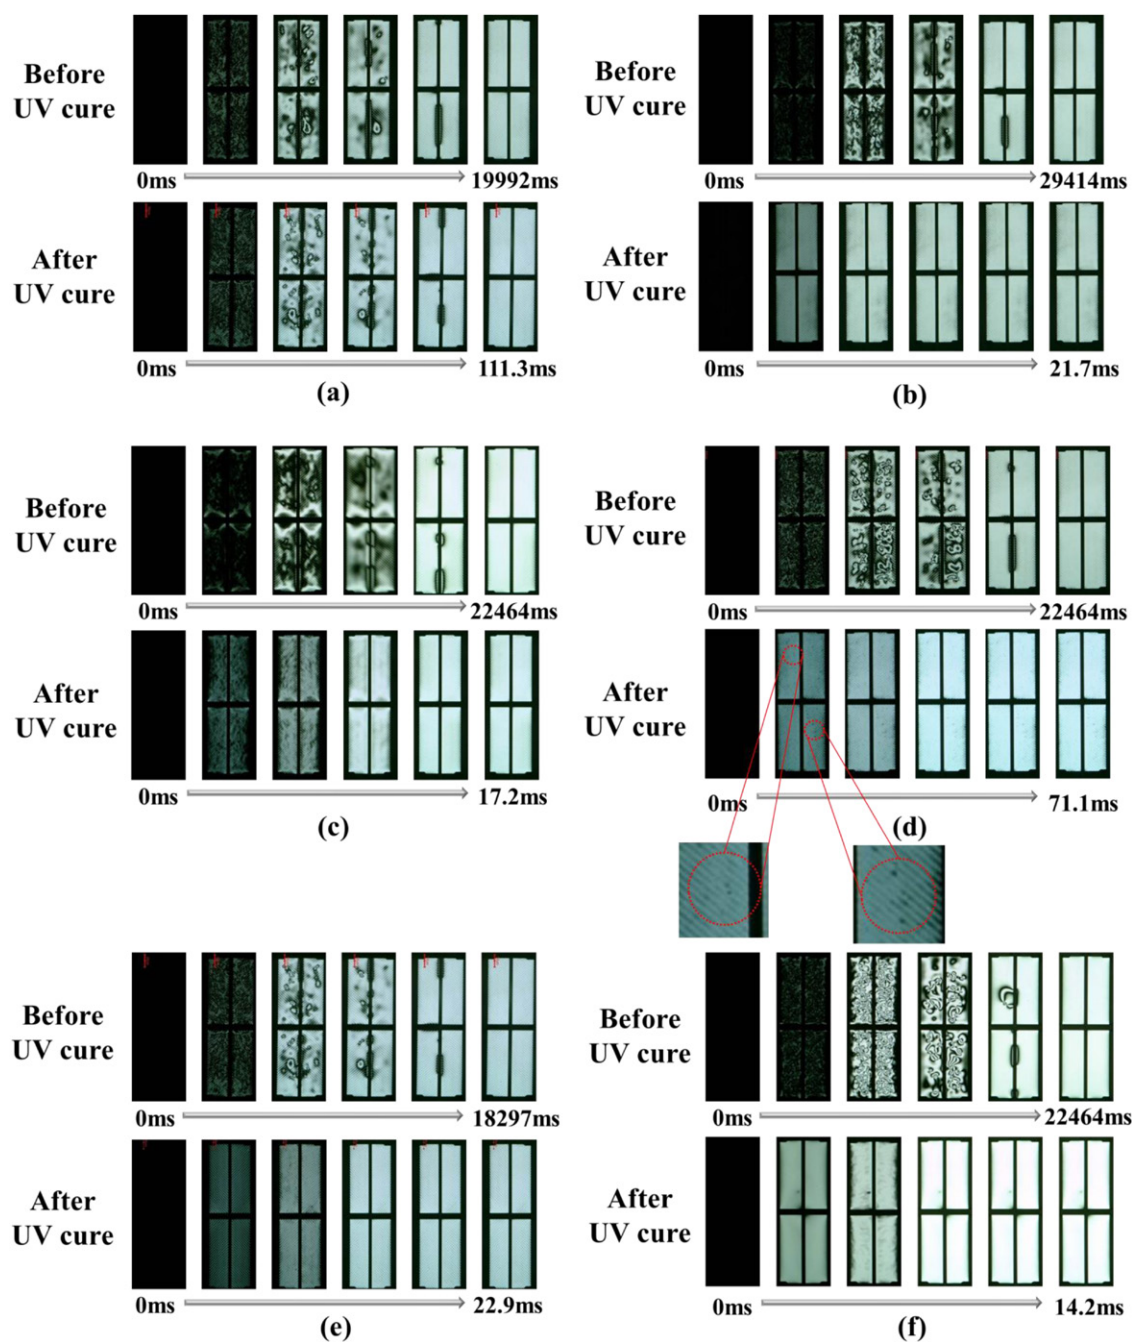 Before
UV cure
0ms
19992ms
After
UV cure
0ms
111.3ms
(a)
Before
UV cure
0ms
29414ms
After
UV cure
0ms
21.7ms
(b)
Before
UV cure
0ms
22464ms
After
UV cure
0ms
17.2ms
(c)
Before
UV cure
0ms
22464ms
After
UV cure
0ms
71.1ms
(d)
Before
UV cure
0ms
18297ms
After
UV cure
0ms
22.9ms
(e)
Before
UV cure
0ms
22464ms
After
UV cure
0ms
14.2ms
(f)